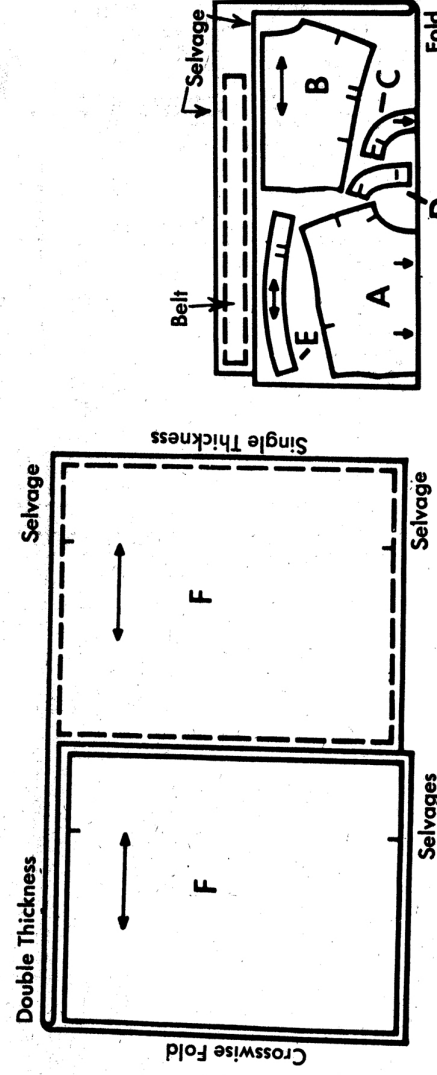 Double Thickness
Selvage
Single Thickness
Crosswise Fold
F
F
Selvages
Selvage
Belt
Selvage
B
C
E
A
D
Fold